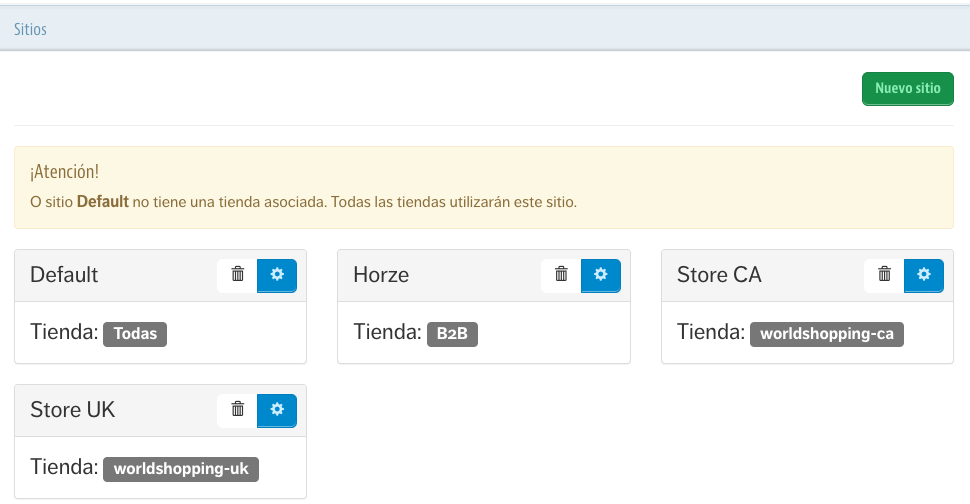 Sitios
Nuevo sitio
¡Atención!
O sitio Default no tiene una tienda asociada. Todas las tiendas utilizarán este sitio.
Default
Horze
Store CA
Tienda: Todas
Tienda: B2B
Tienda: worldshopping-ca
Store UK
Tienda: worldshopping-uk